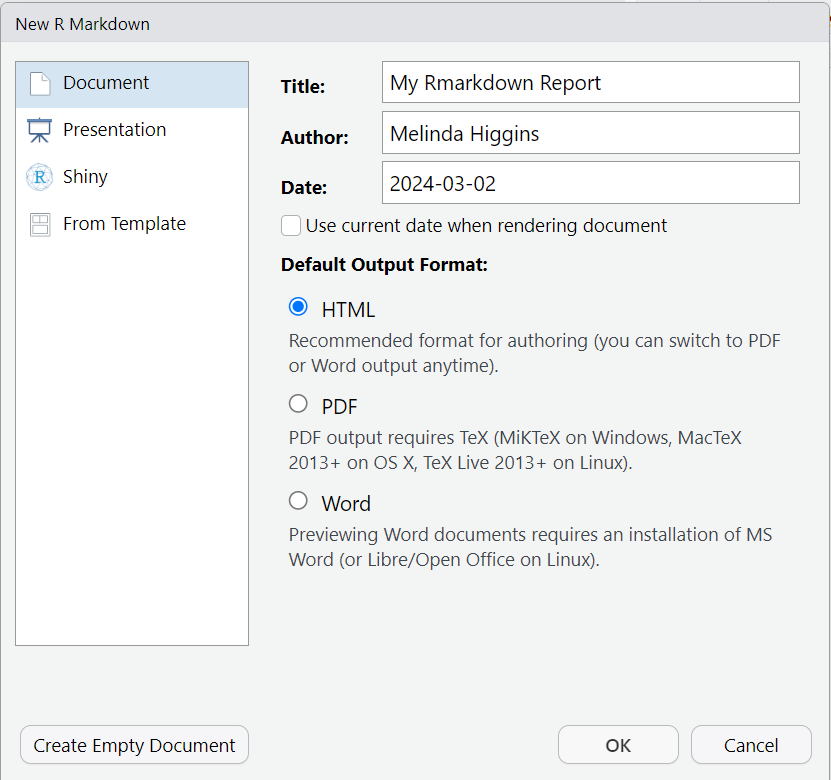 New R Markdown
Document
Presentation
Shiny
From Template
Title:
My Rmarkdown Report
Author:
Melinda Higgins
Date:
2024-03-02
Use current date when rendering document
Default Output Format:
HTML
Recommended format for authoring (you can switch to PDF
or Word output anytime).
PDF
PDF output requires TeX (MiKTeX on Windows, MacTeX
2013+ on OS X, TeX Live 2013+ on Linux).
Word
Previewing Word documents requires an installation of MS
Word (or Libre/Open Office on Linux).
Create Empty Document
OK
Cancel